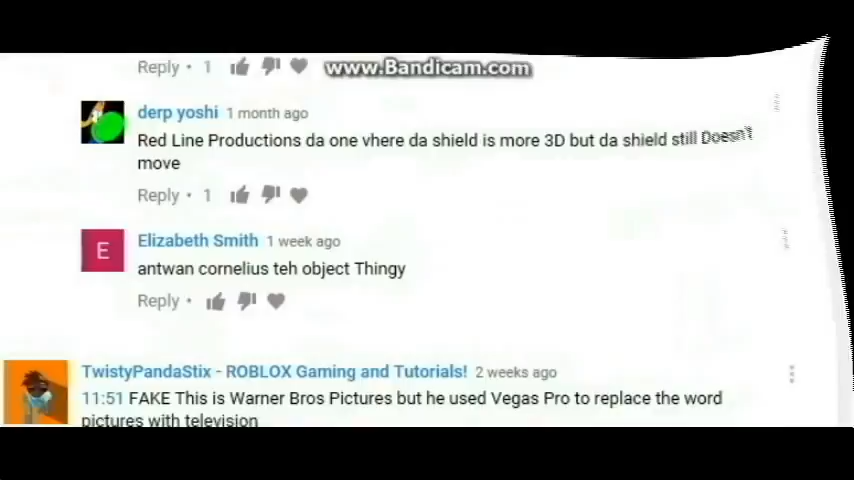 Reply • 1
www.Bandicam.com
derp yoshi 1 month ago
Red Line Productions da one vhere da shield is more 3D but da shield still Doesn't
move
Reply • 1
E
Elizabeth Smith 1 week ago
antwan cornelius teh object Thingy
Reply •
TwistyPandaStix - ROBLOX Gaming and Tutorials! 2 weeks ago
11:51 FAKE This is Warner Bros Pictures but he used Vegas Pro to replace the word
pictures with television